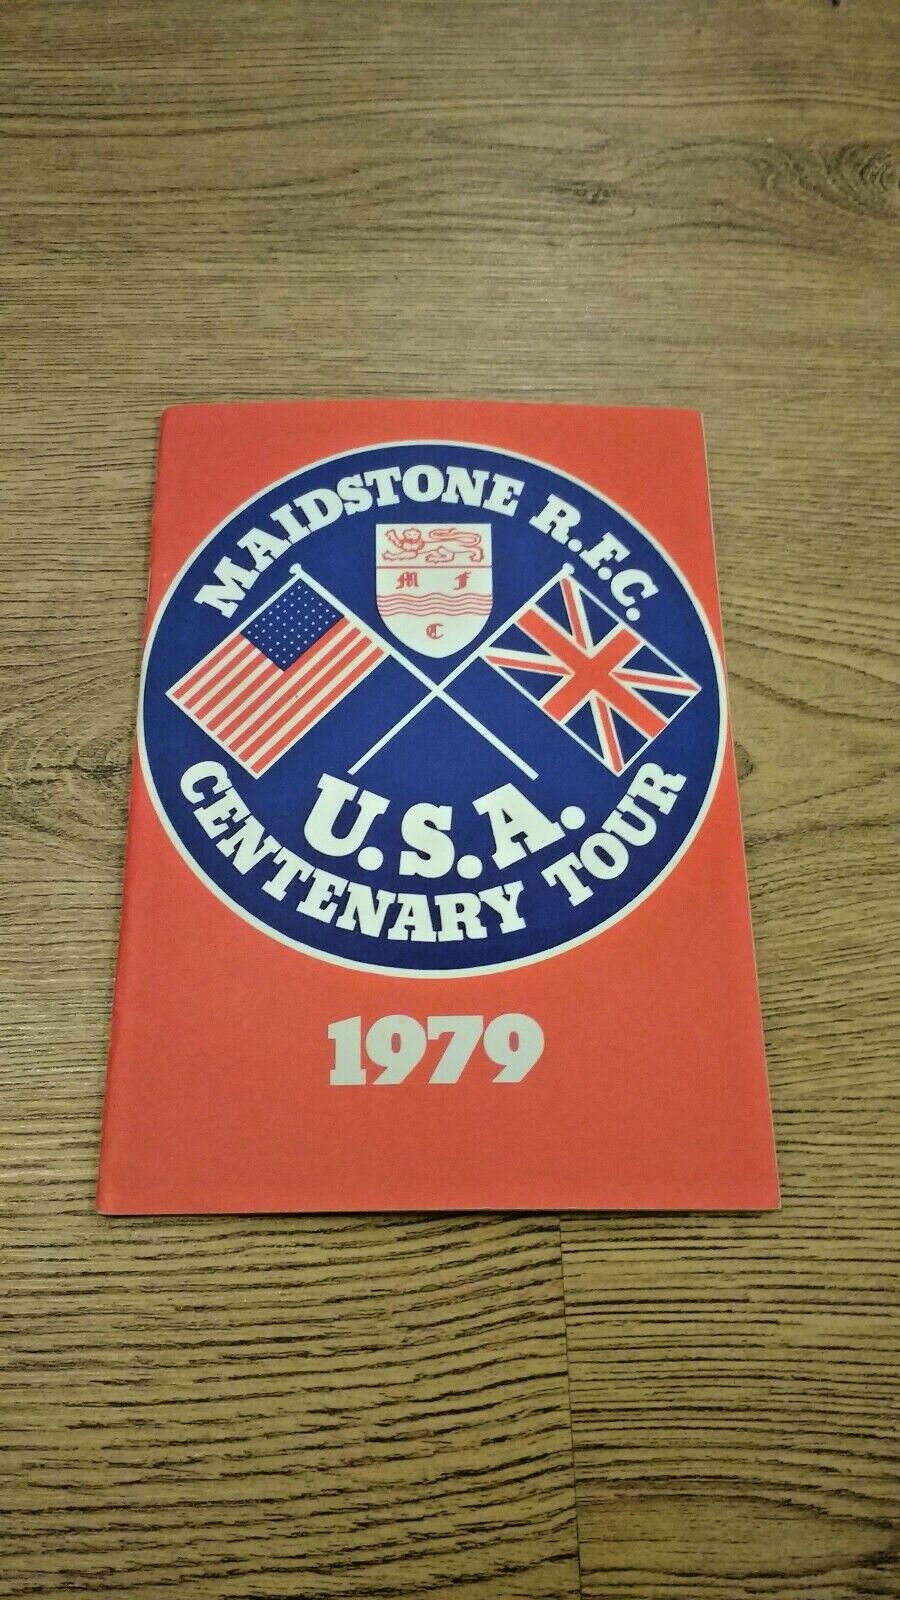 MAIDSTONE R.F.C.
M F
C
U.S.A.
CENTENARY TOUR
1979